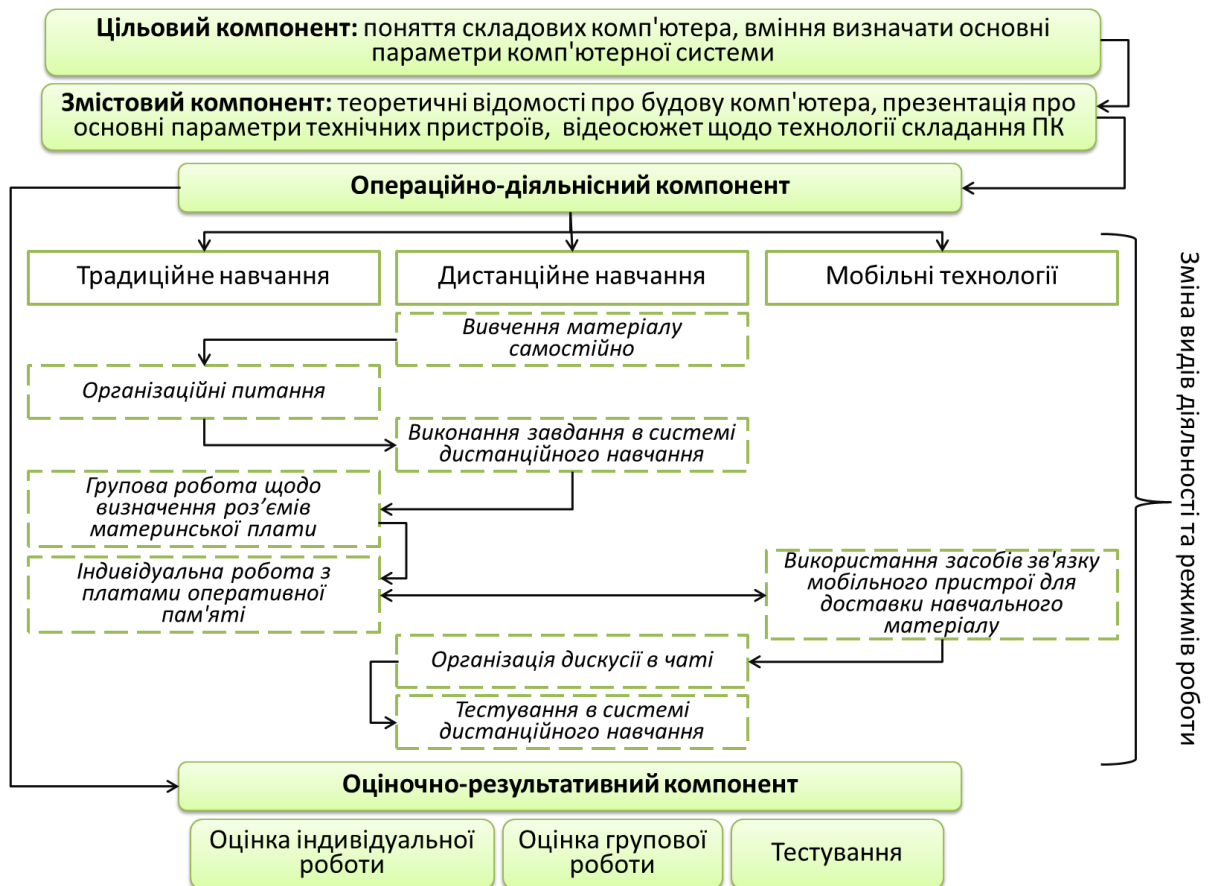 Цільовий компонент: поняття складових комп'ютера, вміння визначати основні
параметри комп'ютерної системи
Змістовий компонент: теоретичні відомості про будову комп'ютера, презентація про
основні параметри технічних пристроїв, відеосюжет щодо технології складання ПК
Операційно-діяльнісний компонент
Традиційне навчання
Дистанційне навчання
Мобільні технології
Вивчення матеріалу
самостійно
Організаційні питання
Виконання завдання в системі
дистанційного навчання
Групова робота щодо
визначення роз’ємів
материнської плати
Індивідуальна робота з
платами оперативної
пам'яті
Використання засобів зв'язку
мобільного пристрої для
доставки навчального
матеріалу
Організація дискусії в чаті
Тестування в системі
дистанційного навчання
Зміна видів діяльності та режимів роботи
Оціночно-результативний компонент
Оцінка індивідуальної
роботи
Оцінка групової
роботи
Тестування